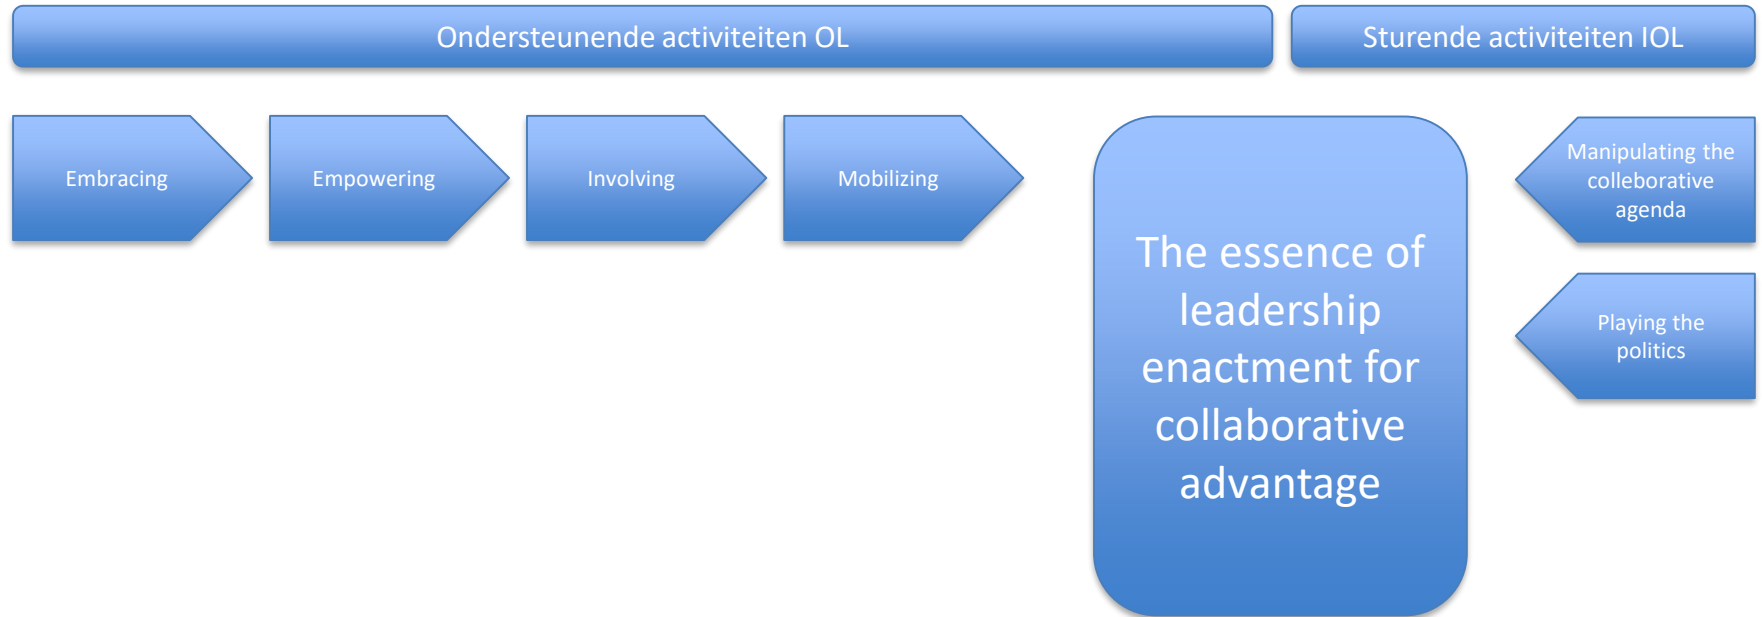 Ondersteunende activiteiten OL
Sturende activiteiten IOL
Embracing
Empowering
Involving
Mobilizing
The essence of
leadership
enactment for
collaborative
advantage
Manipulating the
colleborative
agenda
Playing the
politics